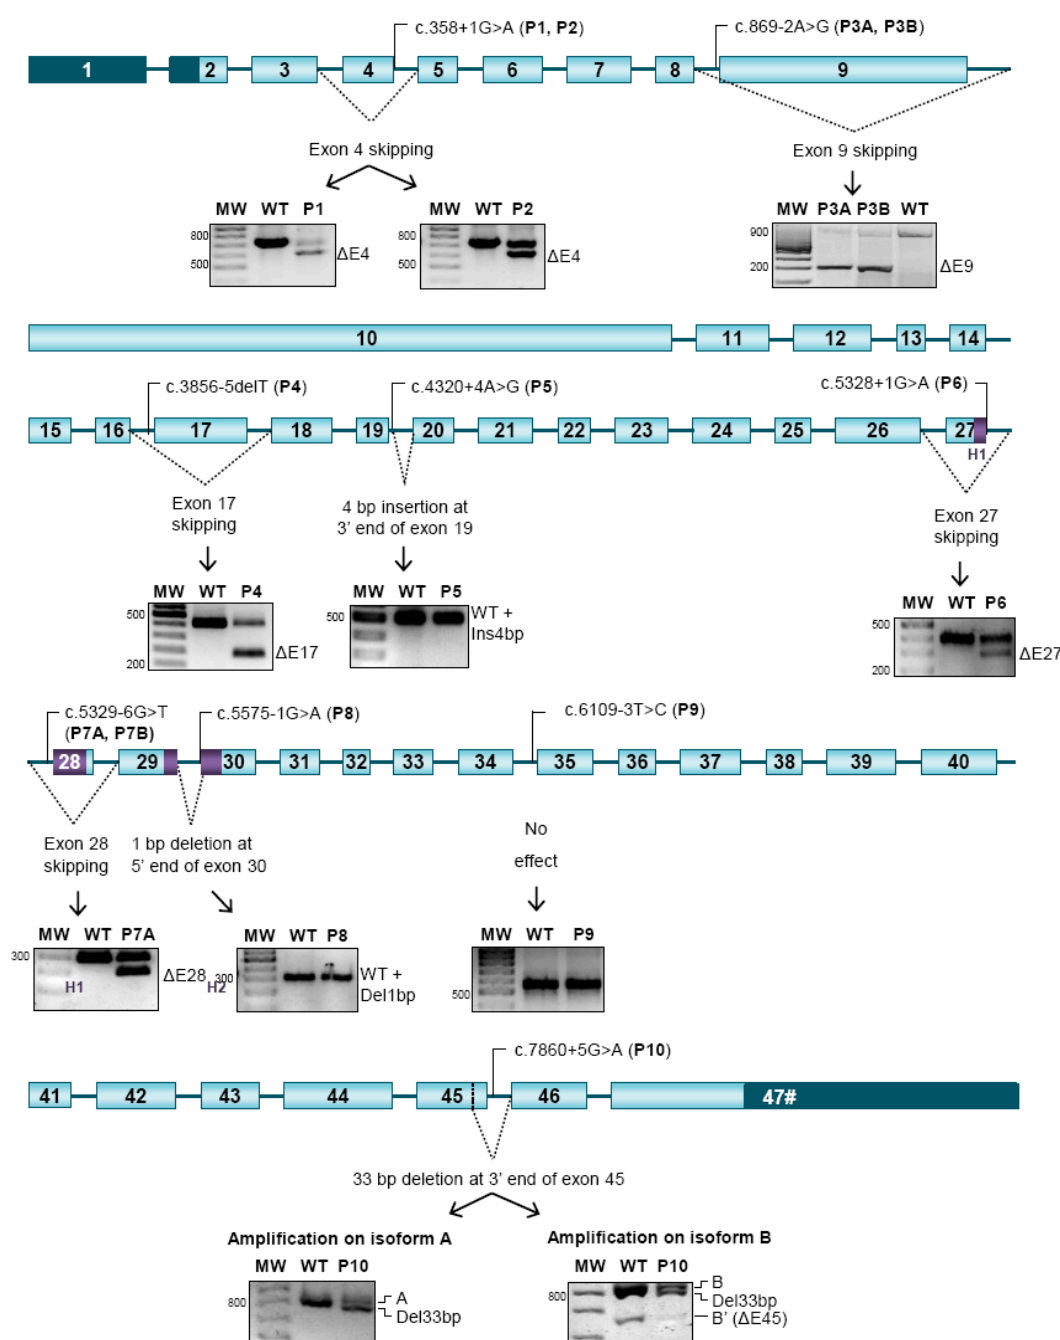 c.358+1G>A (P1, P2)
c.869-2A>G (P3A, P3B)
1 2 3 4 5 6 7 8 9
Exon 4 skipping
Exon 9 skipping
MW WT P1
MW WT P2
MW P3A P3B WT
800
500
ΔE4
800
500
ΔE4
900
200
ΔE9
10 11 12 13 14
c.3856-5delT (P4)
c.4320+4A>G (P5)
c.5328+1G>A (P6)
15 16 17 18 19 20 21 22 23 24 25 26 27
H1
Exon 17
skipping
4 bp insertion at
3' end of exon 19
Exon 27
skipping
MW WT P4
MW WT P5
MW WT P6
500
200
ΔE17
500
WT +
Ins4bp
500
200
ΔE27
c.5329-6G>T
(P7A, P7B)
c.5575-1G>A (P8)
c.6109-3T>C (P9)
28 29 30 31 32 33 34 35 36 37 38 39 40
Exon 28
skipping
1 bp deletion at
5' end of exon 30
No
effect
MW WT P7A
MW WT P8
MW WT P9
300
H1
ΔE28
H2
300
WT +
Del1bp
500
c.7860+5G>A (P10)
41 42 43 44 45 46 47#
33 bp deletion at 3' end of exon 45
Amplification on isoform A
Amplification on isoform B
MW WT P10
MW WT P10
800
A
Del33bp
800
B
Del33bp
B' (ΔE45)